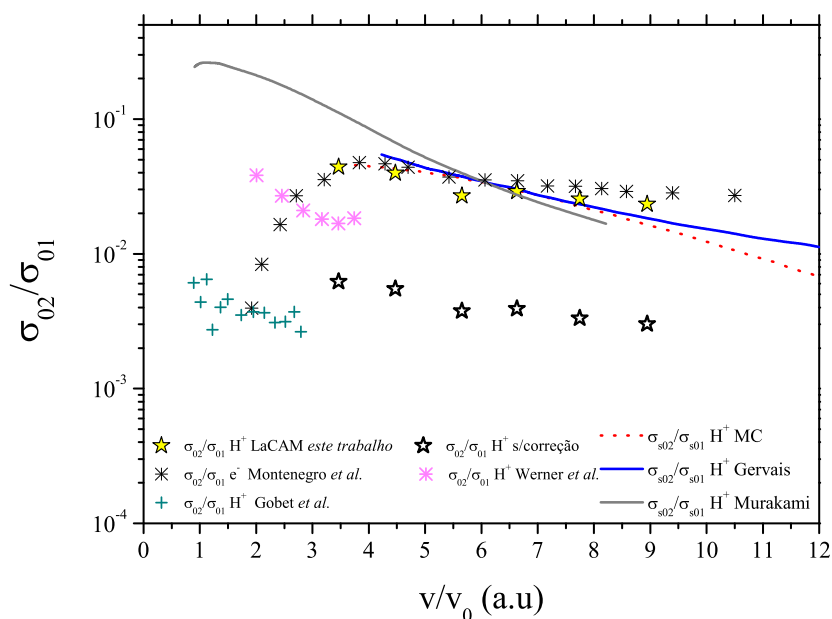 σ02/σ01
10^-1
10^-2
10^-3
10^-4
0 1 2 3 4 5 6 7 8 9 10 11 12
v/v0 (a.u)
σ02/σ01 H+ LaCAM este trabalho
σ02/σ01 e- Montenegro et al.
σ02/σ01 H+ Gobet et al.
σ02/σ01 H+ s/correção
σ02/σ01 H+ Werner et al.
σs02/σs01 H+ MC
σs02/σs01 H+ Gervais
σs02/σs01 H+ Murakami